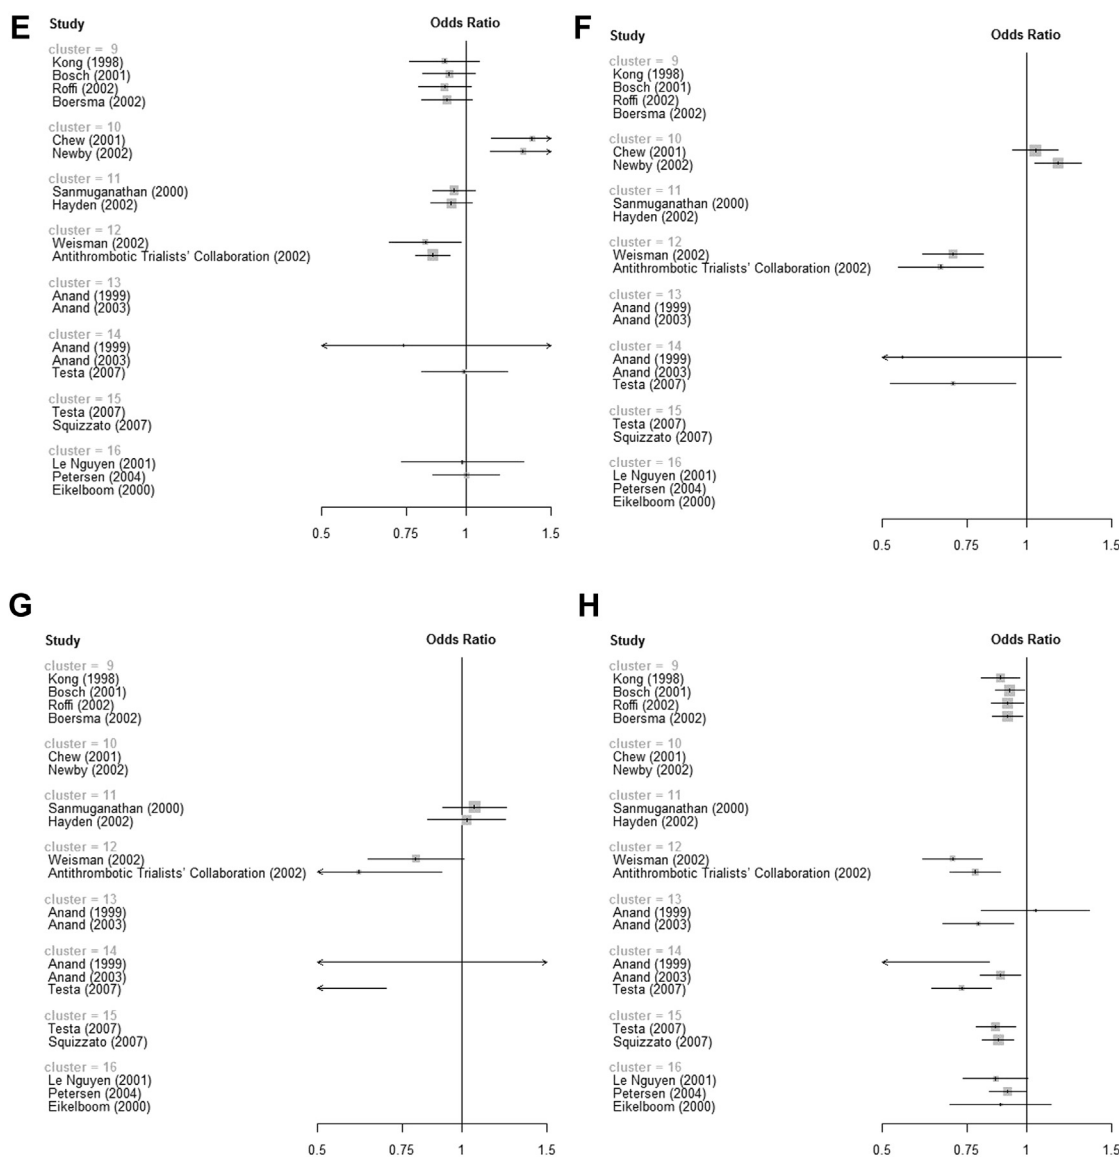 E
Study
Odds Ratio
cluster = 9
Kong (1998)
Bosch (2001)
Roffi (2002)
Boersma (2002)
cluster = 10
Chew (2001)
Newby (2002)
cluster = 11
Sanmuganathan (2000)
Hayden (2002)
cluster = 12
Weisman (2002)
Antithrombotic Trialists' Collaboration (2002)
cluster = 13
Anand (1999)
Anand (2003)
cluster = 14
Anand (1999)
Anand (2003)
Testa (2007)
cluster = 15
Testa (2007)
Squizzato (2007)
cluster = 16
Le Nguyen (2001)
Petersen (2004)
Eikelboom (2000)
0.5 0.75 1 1.5
F
Study
Odds Ratio
cluster = 9
Kong (1998)
Bosch (2001)
Roffi (2002)
Boersma (2002)
cluster = 10
Chew (2001)
Newby (2002)
cluster = 11
Sanmuganathan (2000)
Hayden (2002)
cluster = 12
Weisman (2002)
Antithrombotic Trialists' Collaboration (2002)
cluster = 13
Anand (1999)
Anand (2003)
cluster = 14
Anand (1999)
Anand (2003)
Testa (2007)
cluster = 15
Testa (2007)
Squizzato (2007)
cluster = 16
Le Nguyen (2001)
Petersen (2004)
Eikelboom (2000)
0.5 0.75 1 1.5
G
Study
Odds Ratio
cluster = 9
Kong (1998)
Bosch (2001)
Roffi (2002)
Boersma (2002)
cluster = 10
Chew (2001)
Newby (2002)
cluster = 11
Sanmuganathan (2000)
Hayden (2002)
cluster = 12
Weisman (2002)
Antithrombotic Trialists' Collaboration (2002)
cluster = 13
Anand (1999)
Anand (2003)
cluster = 14
Anand (1999)
Anand (2003)
Testa (2007)
cluster = 15
Testa (2007)
Squizzato (2007)
cluster = 16
Le Nguyen (2001)
Petersen (2004)
Eikelboom (2000)
0.5 0.75 1 1.5
H
Study
Odds Ratio
cluster = 9
Kong (1998)
Bosch (2001)
Roffi (2002)
Boersma (2002)
cluster = 10
Chew (2001)
Newby (2002)
cluster = 11
Sanmuganathan (2000)
Hayden (2002)
cluster = 12
Weisman (2002)
Antithrombotic Trialists' Collaboration (2002)
cluster = 13
Anand (1999)
Anand (2003)
cluster = 14
Anand (1999)
Anand (2003)
Testa (2007)
cluster = 15
Testa (2007)
Squizzato (2007)
cluster = 16
Le Nguyen (2001)
Petersen (2004)
Eikelboom (2000)
0.5 0.75 1 1.5